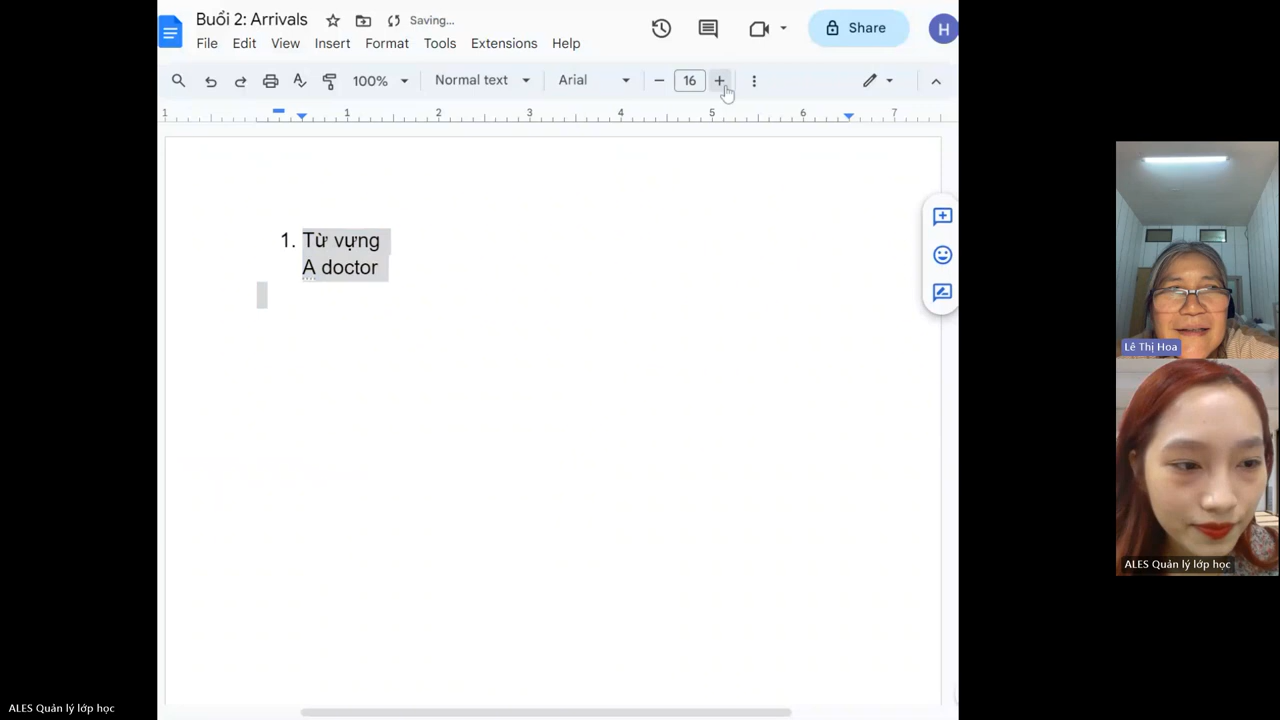 Buổi 2: Arrivals
Saving...
File Edit View Insert Format Tools Extensions Help
Share
H
100% Normal text Arial 16
1 1 2 3 4 5 6 7
1. Từ vựng
A doctor
Lê Thị Hoa
ALES Quản lý lớp học
ALES Quản lý lớp học